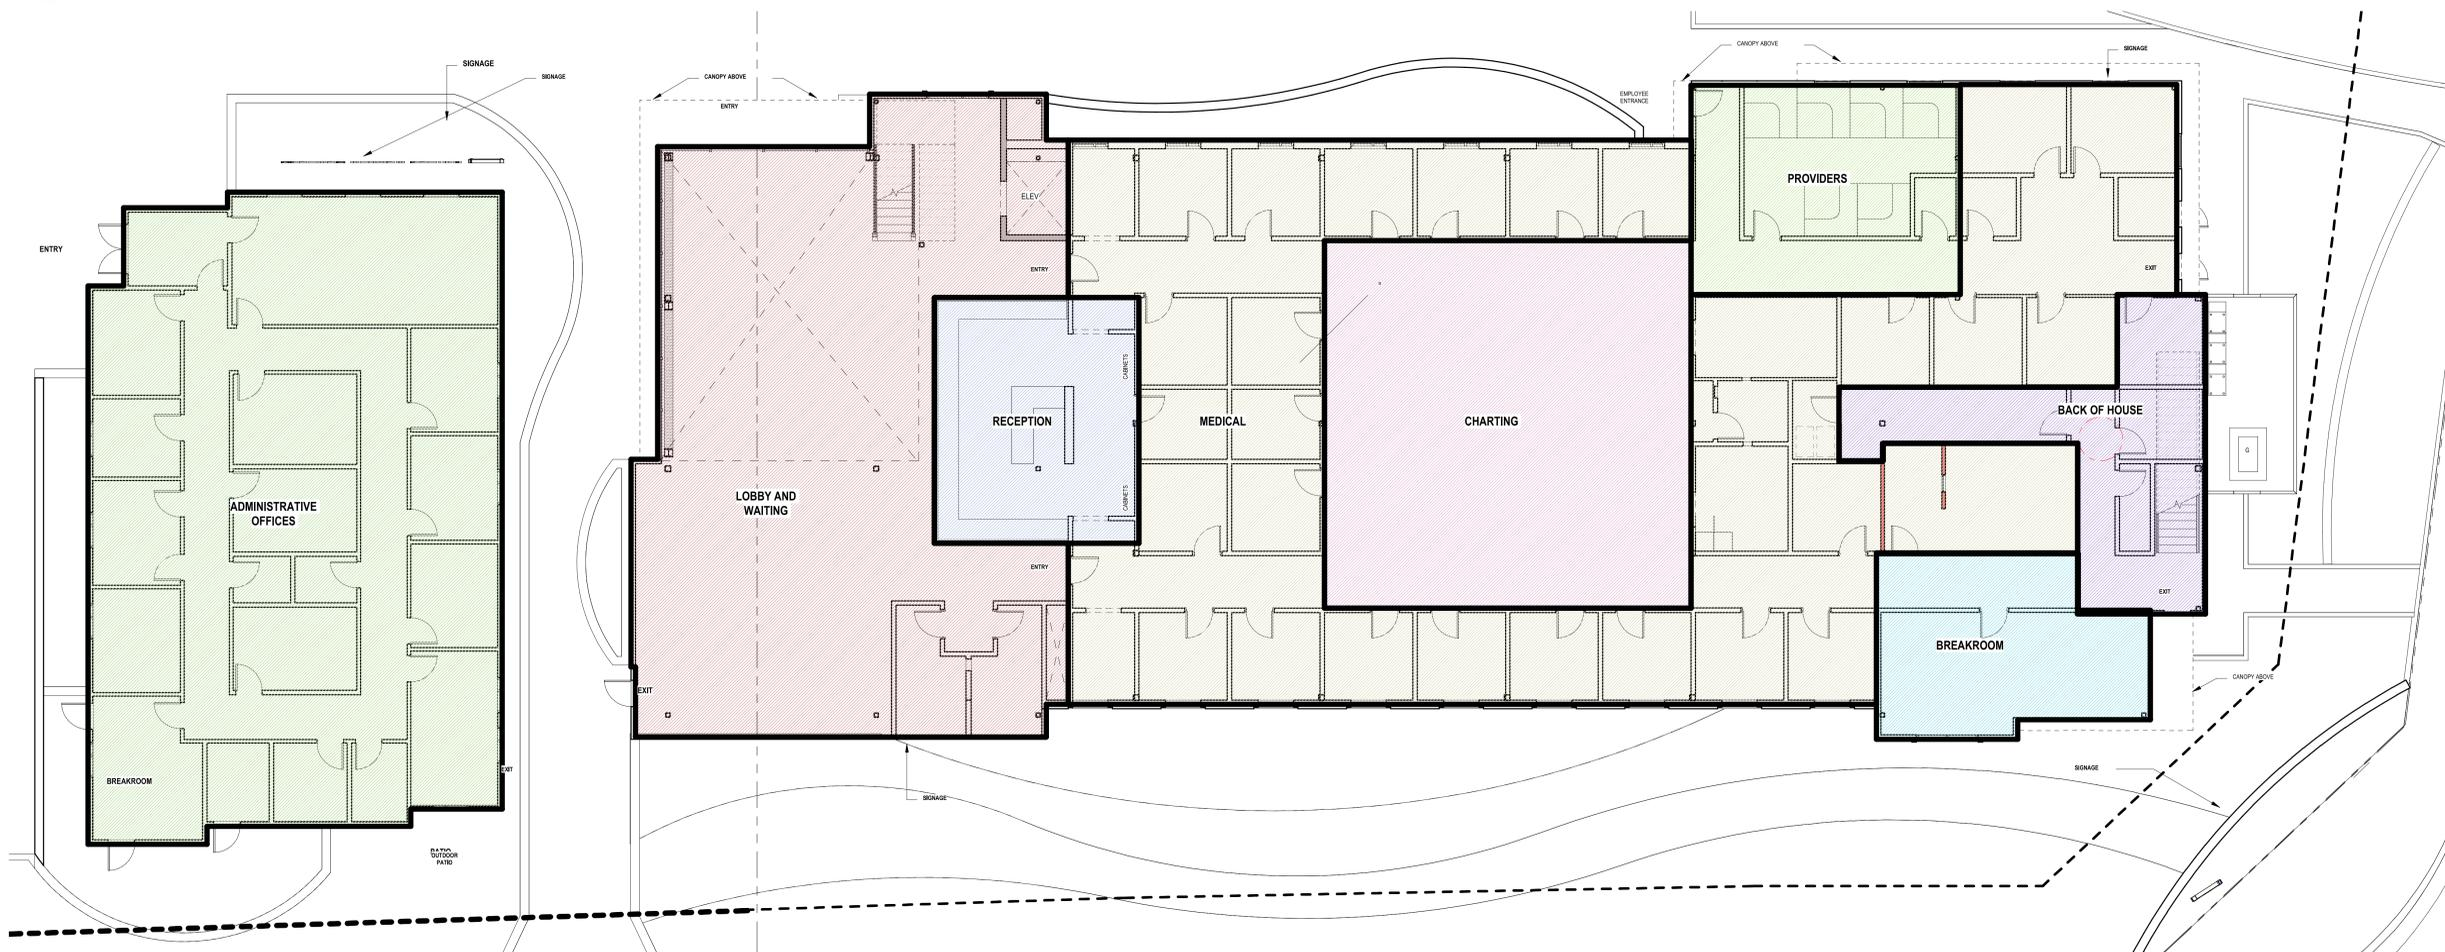 SIGNAGE
SIGNAGE
ENTRY
ADMINISTRATIVE
OFFICES
BREAKROOM
EXIT
OUTDOOR
PATIO
CANOPY ABOVE
ENTRY
ELEV
ENTRY
LOBBY AND
WAITING
RECEPTION
CABINETS
CABINETS
ENTRY
EXIT
SIGNAGE
MEDICAL
CHARTING
EMPLOYEE
ENTRANCE
CANOPY ABOVE
SIGNAGE
PROVIDERS
EXIT
BACK OF HOUSE
G
EXIT
BREAKROOM
CANOPY ABOVE
SIGNAGE